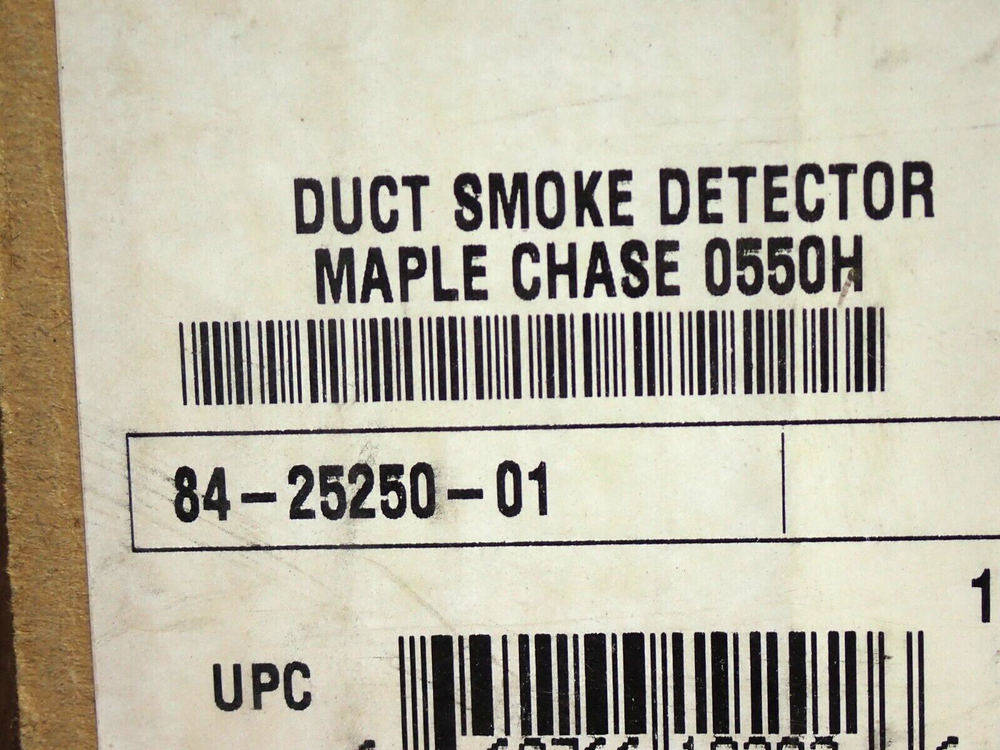 DUCT SMOKE DETECTOR
MAPLE CHASE 0550H
84-25250-01
1
UPC